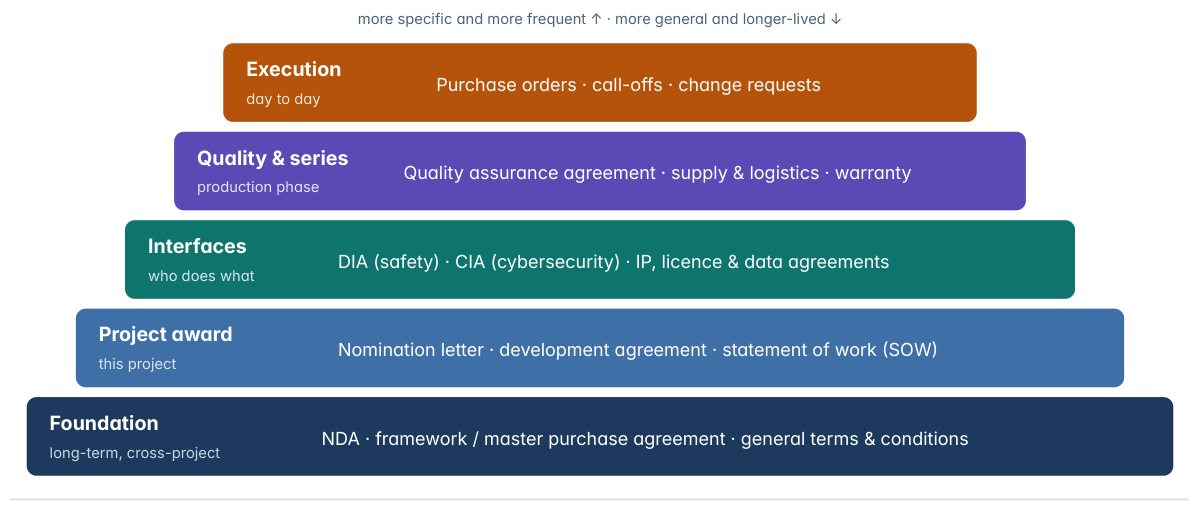 more specific and more frequent ↑ · more general and longer-lived ↓
Execution
day to day
Purchase orders · call-offs · change requests
Quality & series
production phase
Quality assurance agreement · supply & logistics · warranty
Interfaces
who does what
DIA (safety) · CIA (cybersecurity) · IP, licence & data agreements
Project award
this project
Nomination letter · development agreement · statement of work (SOW)
Foundation
long-term, cross-project
NDA · framework / master purchase agreement · general terms & conditions